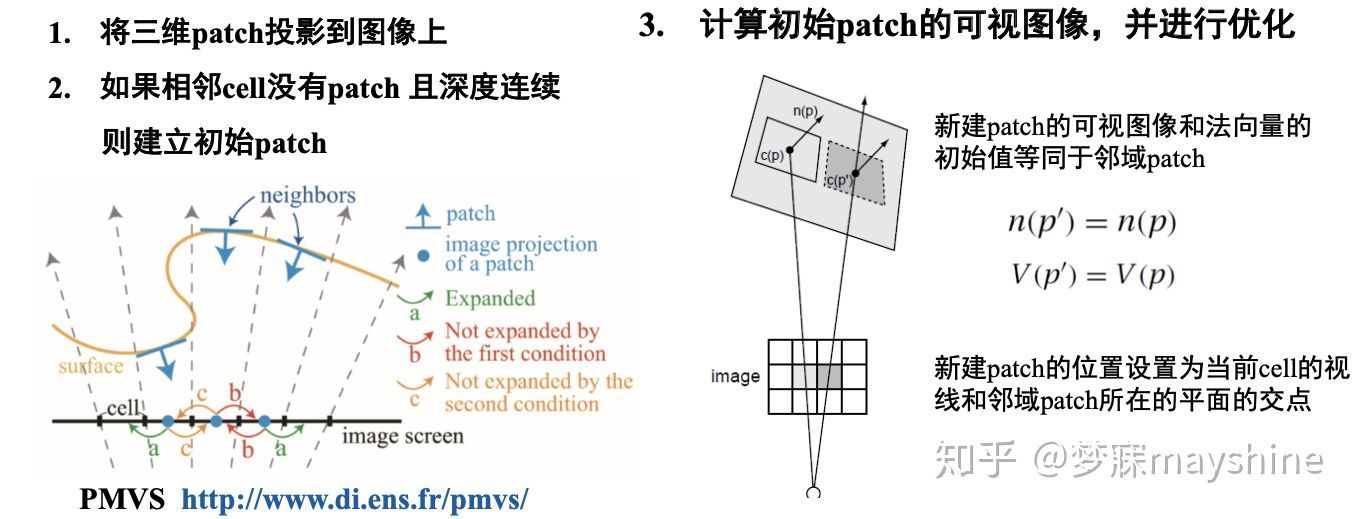 1. 将三维patch投影到图像上
2. 如果相邻cell没有patch 且深度连续
则建立初始patch
neighbors
patch
image projection
of a patch
Expanded
a
Not expanded by
the first condition
b
Not expanded by the
second condition
c
surface
cell
c b
a c b a
image screen
PMVS http://www.di.ens.fr/pmvs/
3. 计算初始patch的可视图像，并进行优化
n(p)
c(p)
c(p')
image
新建patch的可视图像和法向量的
初始值等同于邻域patch
n(p′) = n(p)
V(p′) = V(p)
新建patch的位置设置为当前cell的视
线和邻域patch所在的平面的交点
知乎 @梦寐mayshine